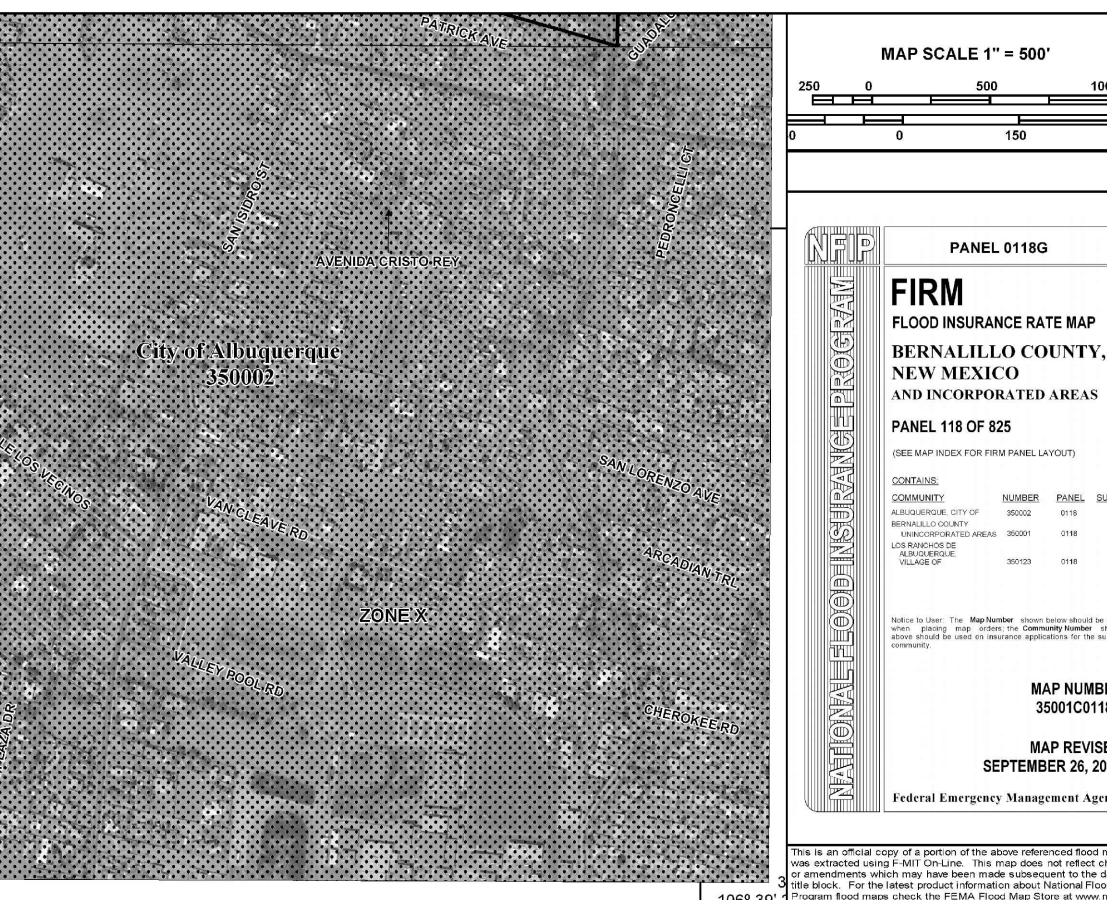 PATRICK AVE
SAN ISIDRO ST
PEDRONCELLI CT
AVENIDA CRISTO REY
City of Albuquerque
350002
LOS VECINOS
SAN LORENZO AVE
VAN CLEAVE RD
ARCADIAN TRL
ZONE X
VALLEY POOL RD
CHEROKEE RD
DR
MAP SCALE 1" = 500'
250 0 500
0 150
NFIP
NATIONAL FLOOD INSURANCE PROGRAM
PANEL 0118G
FIRM
FLOOD INSURANCE RATE MAP
BERNALILLO COUNTY,
NEW MEXICO
AND INCORPORATED AREAS
PANEL 118 OF 825
(SEE MAP INDEX FOR FIRM PANEL LAYOUT)
CONTAINS:
COMMUNITY NUMBER PANEL
ALBUQUERQUE, CITY OF 350002 0118
BERNALILLO COUNTY
UNINCORPORATED AREAS 350001 0118
LOS RANCHOS DE
ALBUQUERQUE,
VILLAGE OF 350123 0118
Notice to User: The Map Number shown below should be
when placing map orders; the Community Number
above should be used on insurance applications for the
community.
MAP
35001C0118
MAP
SEPTEMBER 26,
Federal Emergency Management
This is an official copy of a portion of the above referenced flood
was extracted using F-MIT On-Line. This map does not reflect
or amendments which may have been made subsequent to the
title block. For the latest product information about National
Program flood maps check the FEMA Flood Map Store at